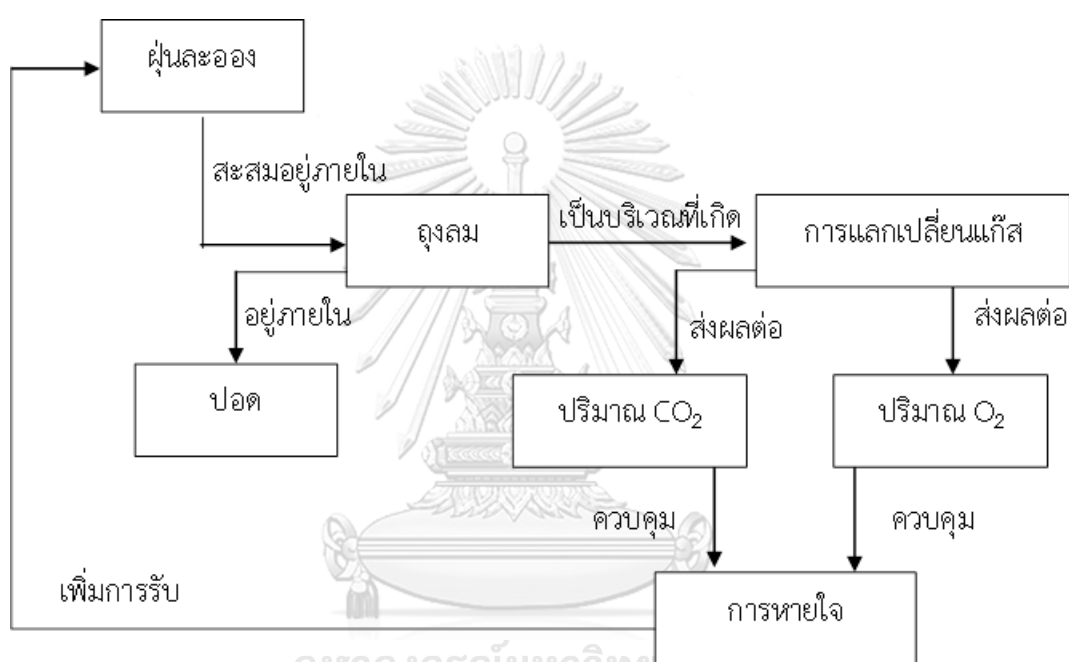 ฝุ่นละออง
สะสมอยู่ภายใน
ถุงลม
เป็นบริเวณที่เกิด
การแลกเปลี่ยนแก๊ส
อยู่ภายใน
ส่งผลต่อ
ส่งผลต่อ
ปอด
ปริมาณ CO₂
ปริมาณ O₂
ควบคุม
ควบคุม
เพิ่มการรับ
การหายใจ